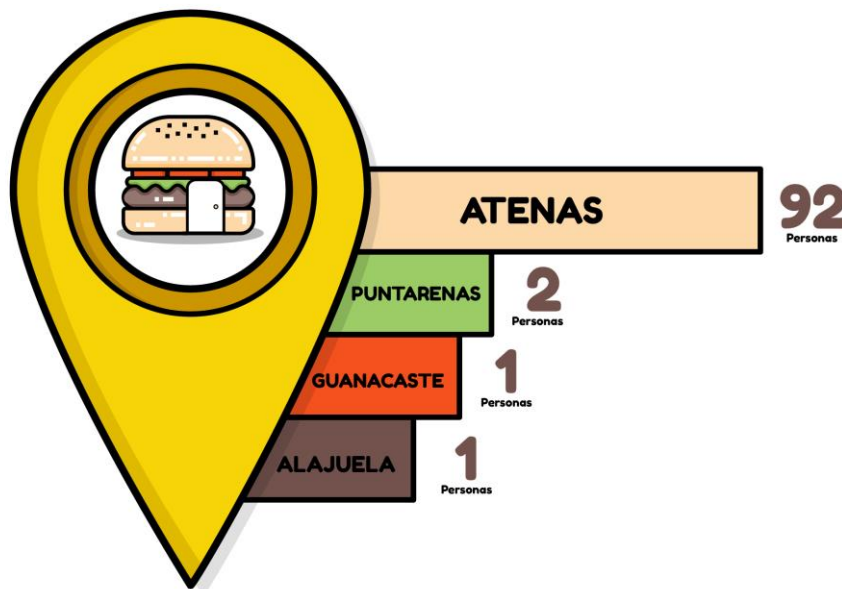 ATENAS
92
Personas
PUNTARENAS
2
Personas
GUANACASTE
1
Personas
ALAJUELA
1
Personas